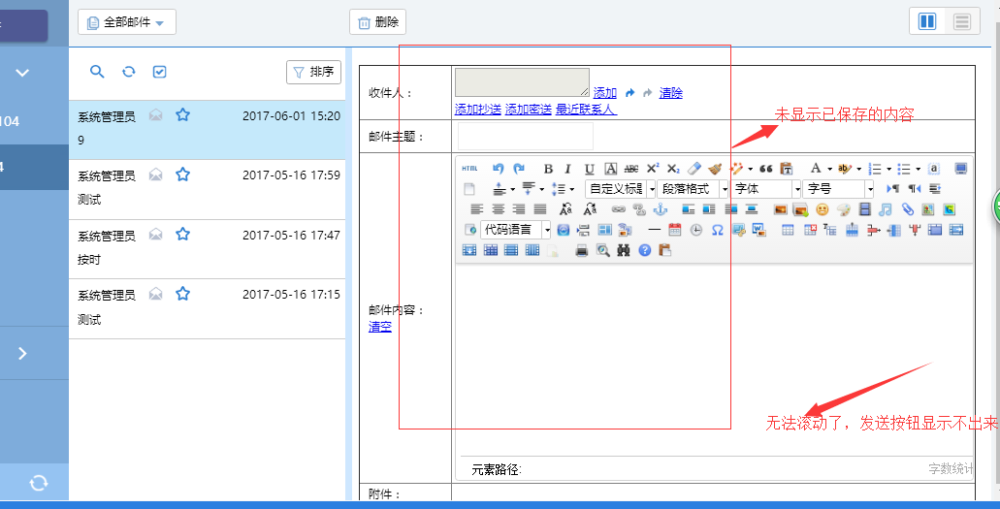 全部邮件
删除
104
4
排序
系统管理员 2017-06-01 15:20
9
系统管理员 2017-05-16 17:59
测试
系统管理员 2017-05-16 17:47
按时
系统管理员 2017-05-16 17:15
测试
收件人：
添加 清除
添加抄送 添加密送 最近联系人
未显示已保存的内容
邮件主题：
HTML B I U A ABC X² X₂ A ab a
自定义标题 段落格式 字体 字号
代码语言
邮件内容：
清空
无法滚动了，发送按钮显示不出来
元素路径:
字数统计
附件：